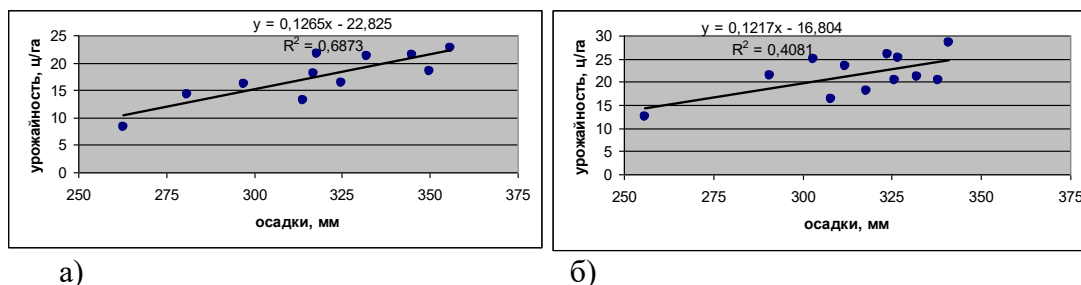 y = 0,1265x - 22,825
R² = 0,6873
25
20
15
10
5
0
250 275 300 325 350 375
урожайность, ц/га
осадки, мм
y = 0,1217x - 16,804
R² = 0,4081
30
25
20
15
10
5
0
250 275 300 325 350 375
урожайность, ц/га
осадки, мм
а) б)